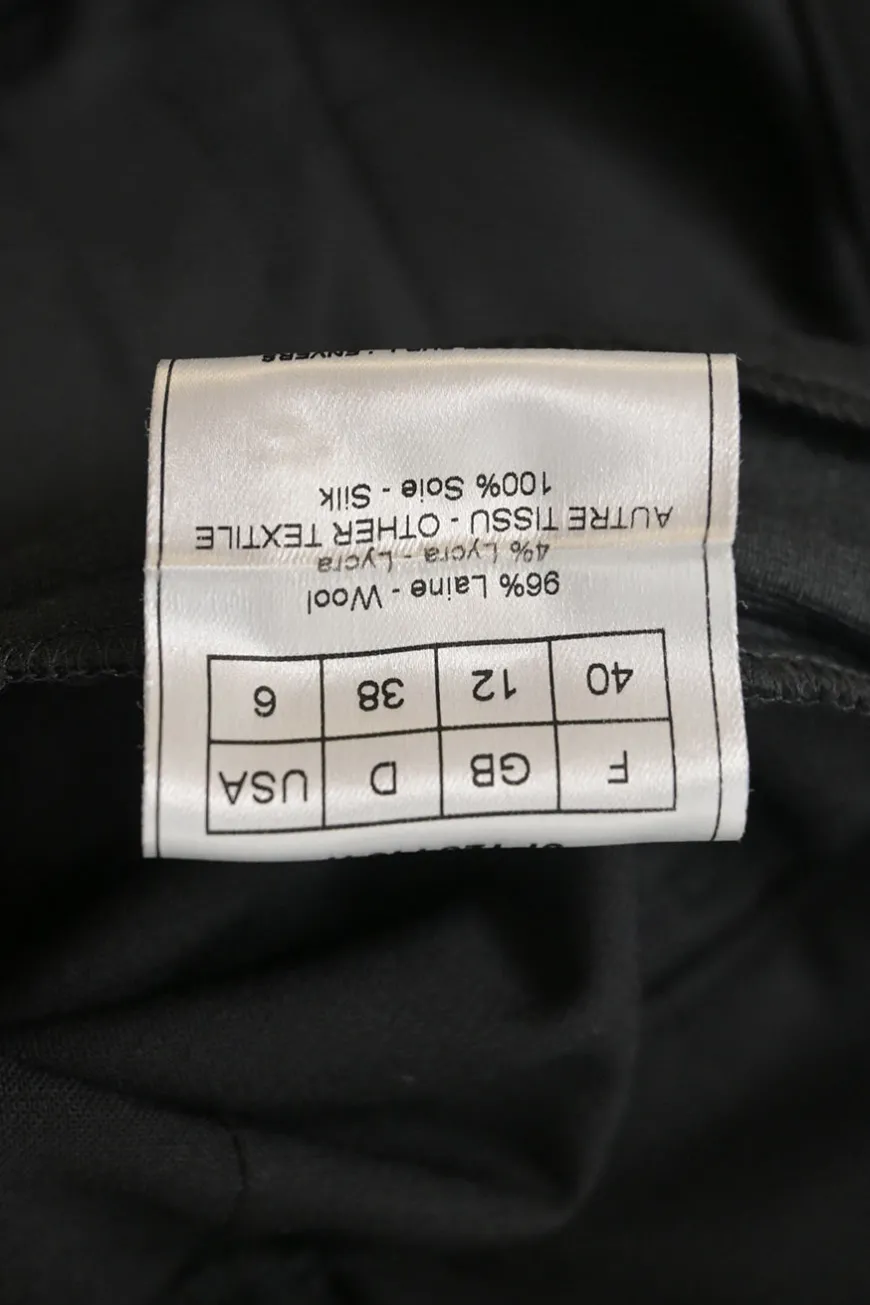 F GB D USA
40 12 38 6
96% Laine - Wool
4% Lycra - Lycra
AUTRE TISSU - OTHER TEXTILE
100% Soie - Silk